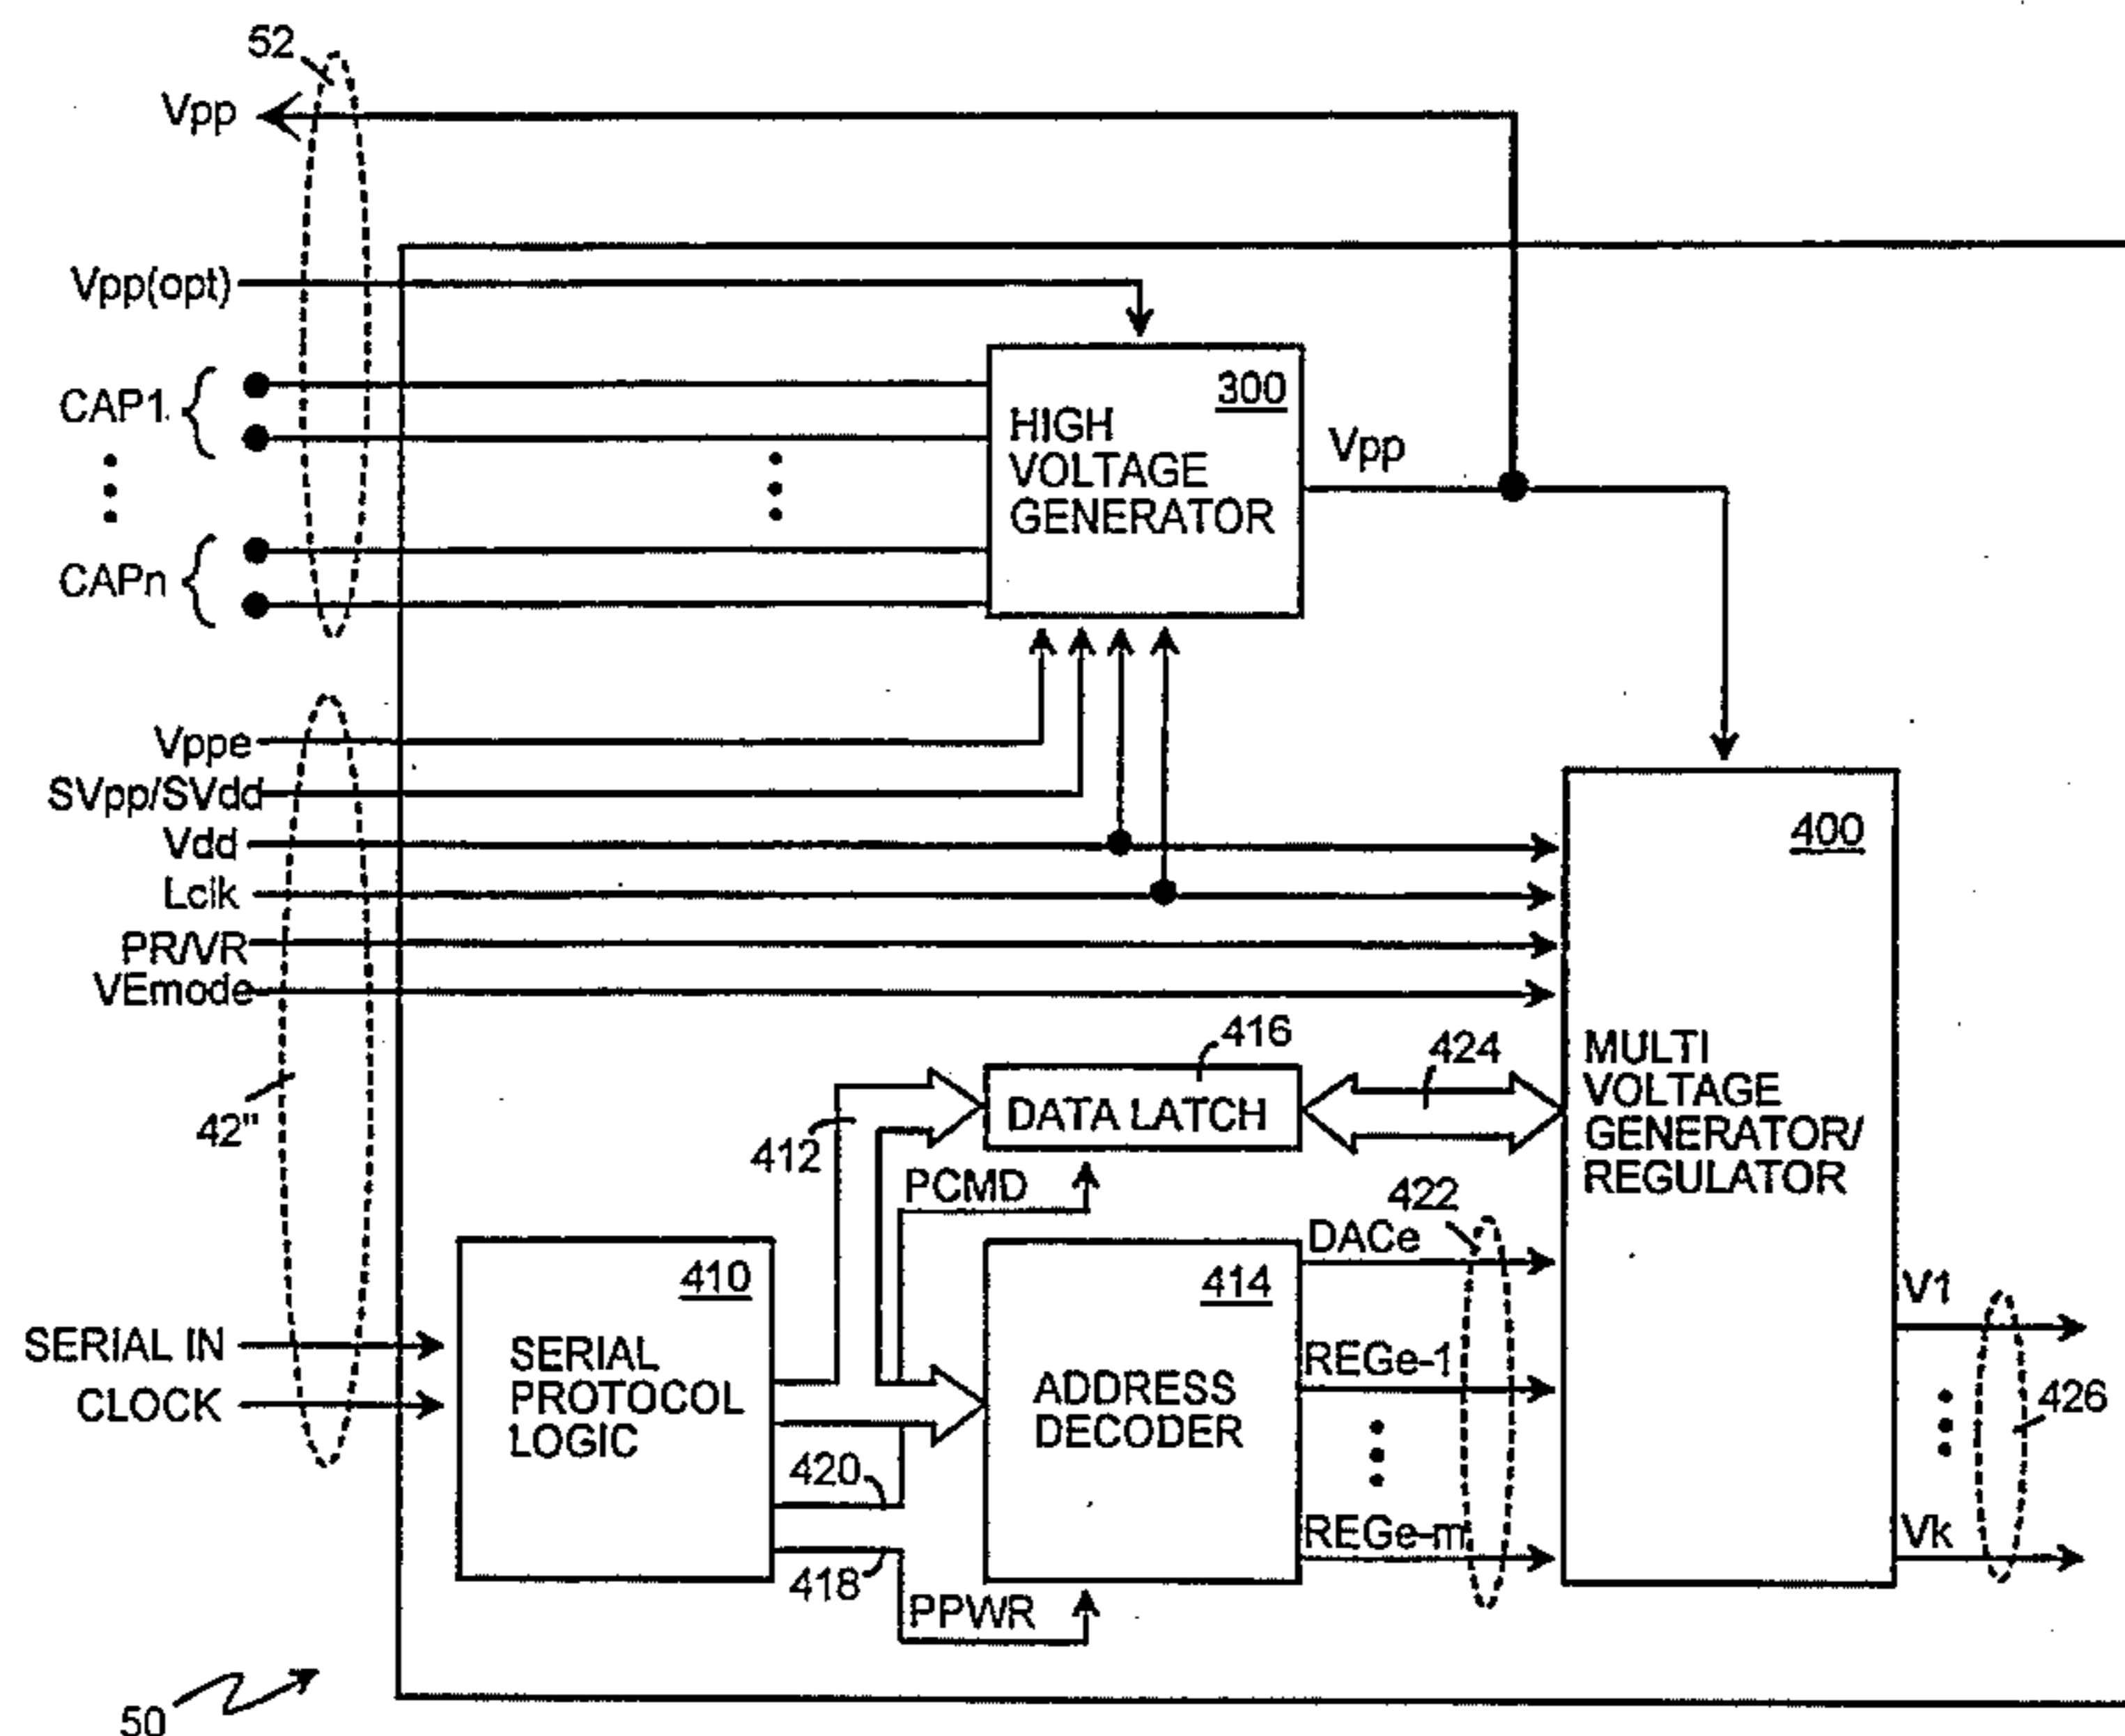 52
Vpp
Vpp(opt)
CAP1
CAPn
300
HIGH
VOLTAGE
GENERATOR
Vpp
Vppe
SVpp/SVdd
Vdd
Lclk
PR/VR
VEmode
42"
400
MULTI
VOLTAGE
GENERATOR/
REGULATOR
416
DATA LATCH
424
412
PCMD
422
DACe
410
SERIAL
PROTOCOL
LOGIC
414
ADDRESS
DECODER
REGe-1
REGe-m
SERIAL IN
CLOCK
420
418
PPWR
V1
426
Vk
50